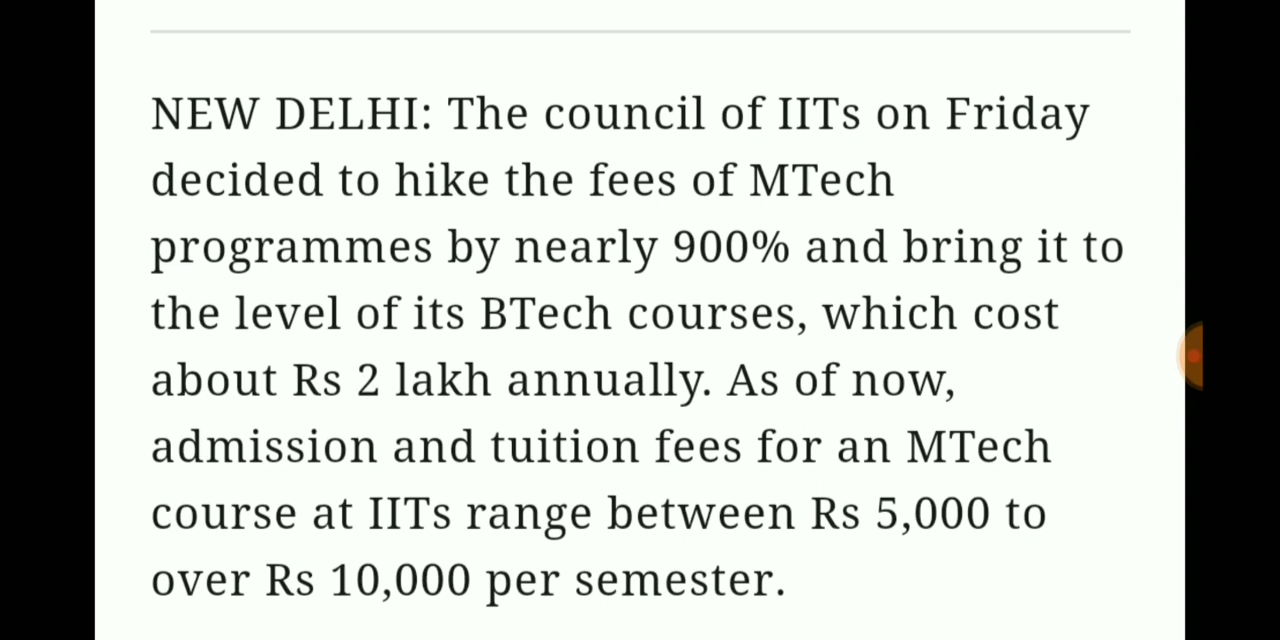 NEW DELHI: The council of IITs on Friday
decided to hike the fees of MTech
programmes by nearly 900% and bring it to
the level of its BTech courses, which cost
about Rs 2 lakh annually. As of now,
admission and tuition fees for an MTech
course at IITs range between Rs 5,000 to
over Rs 10,000 per semester.